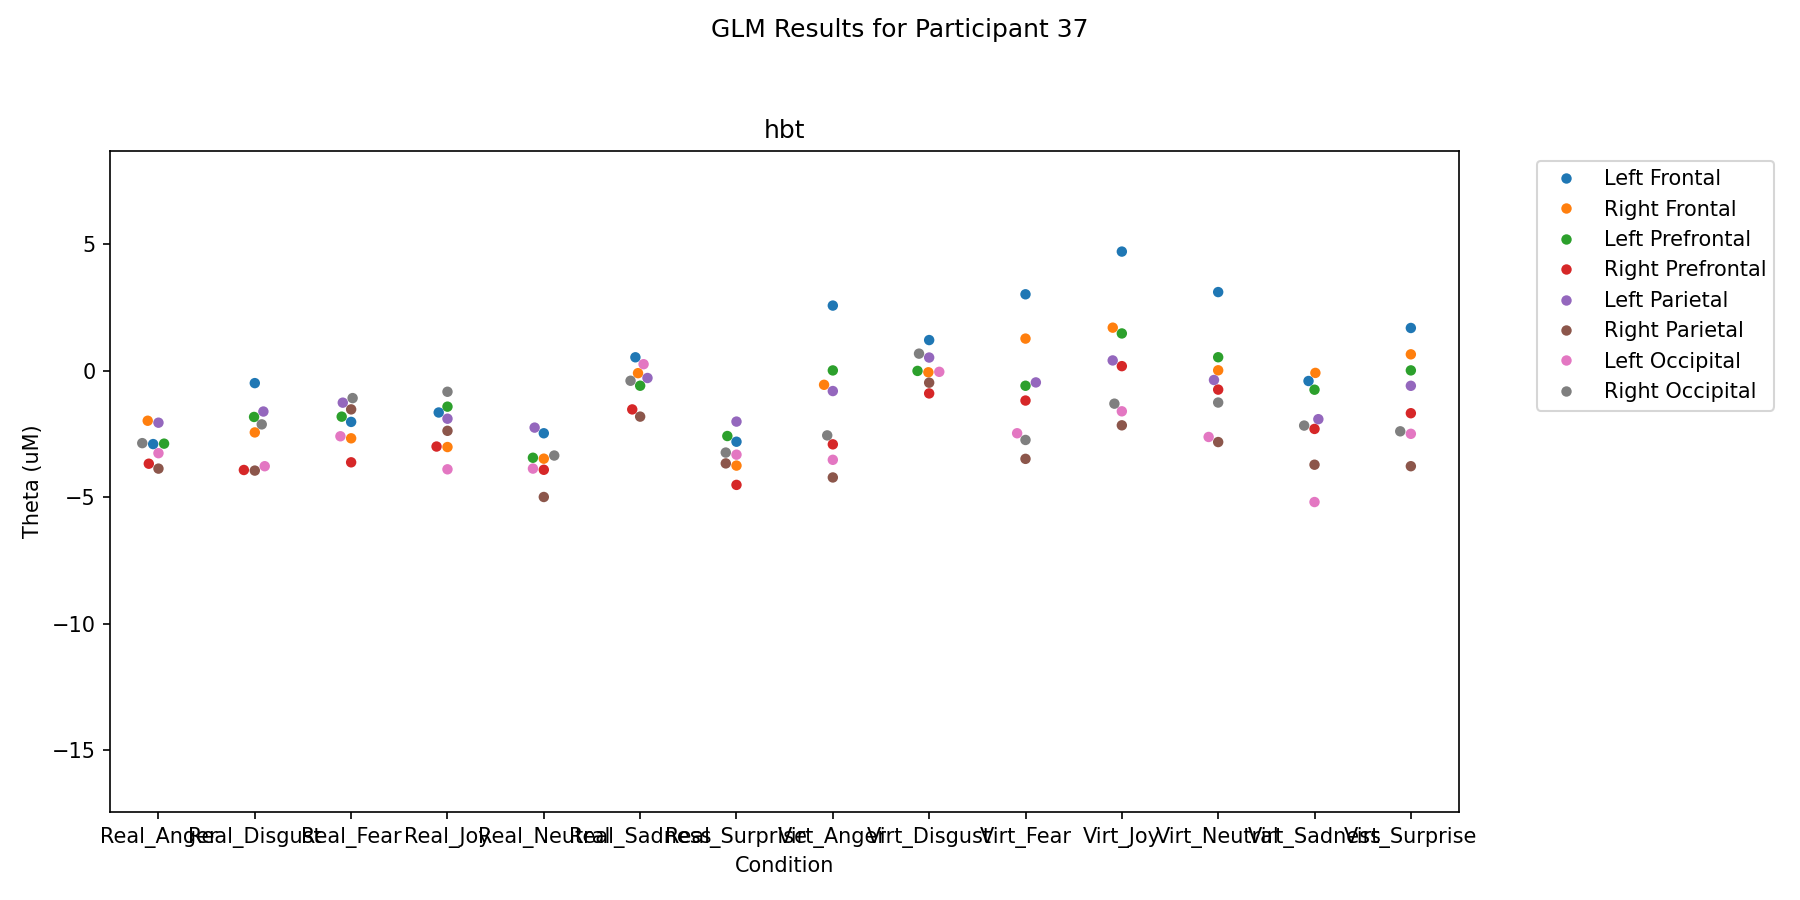 GLM Results for Participant 37
hbt
Theta (uM)
5
0
−5
−10
−15
Real_Anger
Real_Disgust
Real_Fear
Real_Joy
Real_Neutral
Real_Sadness
Real_Surprise
Virt_Anger
Virt_Disgust
Virt_Fear
Virt_Joy
Virt_Neutral
Virt_Sadness
Virt_Surprise
Condition
Left Frontal
Right Frontal
Left Prefrontal
Right Prefrontal
Left Parietal
Right Parietal
Left Occipital
Right Occipital